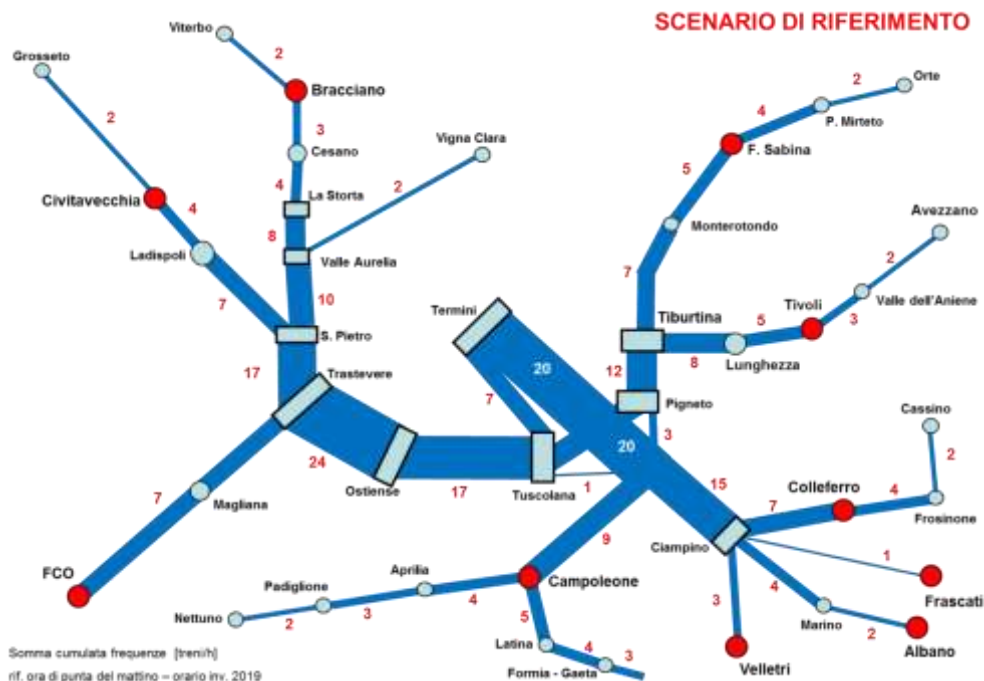 SCENARIO DI RIFERIMENTO
Viterbo
Grosseto
2
Bracciano
2
3
Cesano
Vigna Clara
4
La Storta
2
Civitavecchia
4
8
Ladispoli
Valle Aurelia
7
10
S. Pietro
17
Trastevere
24
Ostiense
17
Tuscolana
7
Magliana
FCO
Termini
20
7
20
1
Orte
2
4
P. Mirteto
F. Sabina
5
Monterotondo
7
Avezzano
2
Valle dell'Aniene
Tivoli
3
5
Tiburtina
Lunghezza
8
12
Pigneto
3
15
Cassino
2
Colleferro
7
4
Frosinone
Ciampino
1
Frascati
4
Marino
2
Albano
3
Velletri
9
Campoleone
Aprilia
4
Padiglione
3
Nettuno
2
5
Latina
4
Formia - Gaeta
3
Somma cumulata frequenze [treni/h]
rif. ora di punta del mattino – orario inv. 2019